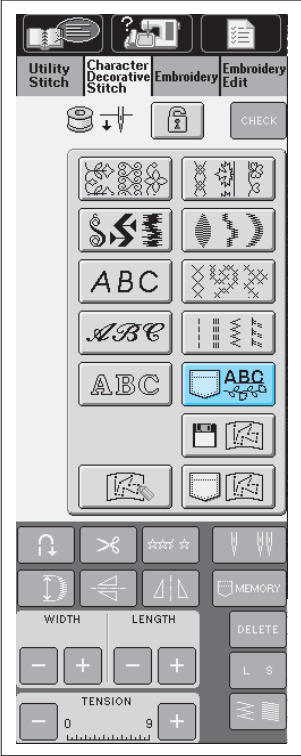 ?
Utility
Stitch
Character
Decorative
Stitch
Embroidery
Embroidery
Edit
CHECK
ABC
ABC
ABC
ABC
MEMORY
WIDTH
LENGTH
DELETE
− +
− +
L S
TENSION
− 0 9 +